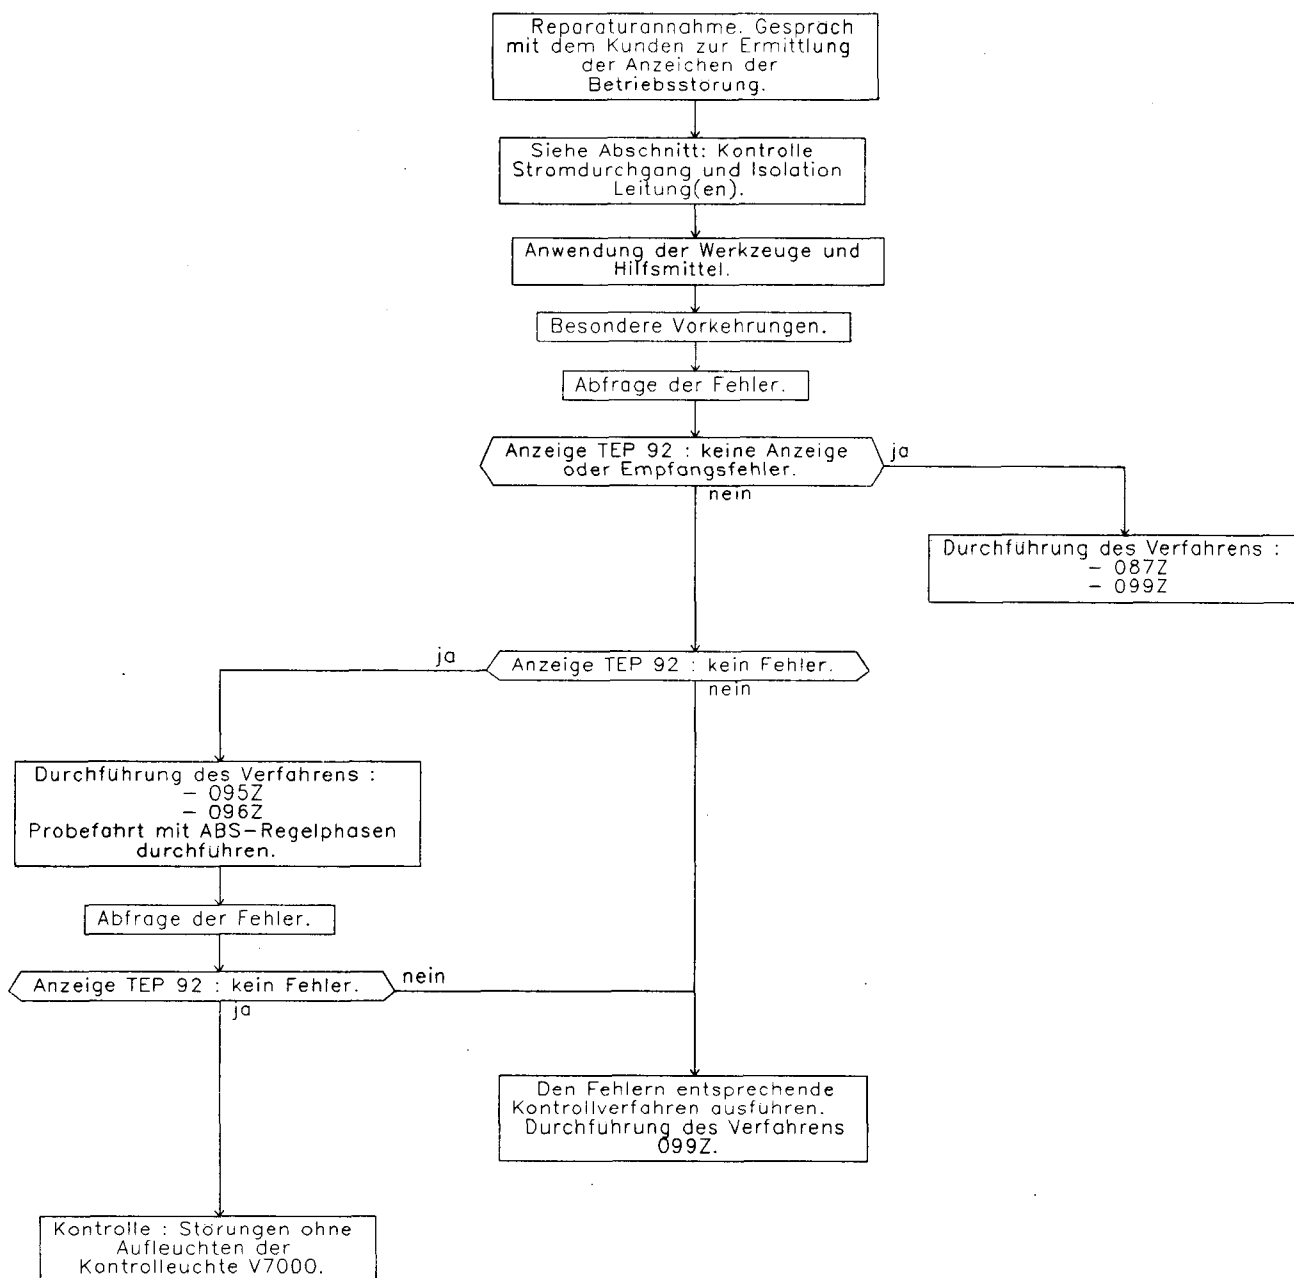 Reparaturannahme. Gespräch
mit dem Kunden zur Ermittlung
der Anzeichen der
Betriebsstörung.
Siehe Abschnitt: Kontrolle
Stromdurchgang und Isolation
Leitung(en).
Anwendung der Werkzeuge und
Hilfsmittel.
Besondere Vorkehrungen.
Abfrage der Fehler.
Anzeige TEP 92 : keine Anzeige
oder Empfangsfehler.
ja
nein
Durchführung des Verfahrens :
– 087Z
– 099Z
ja
Anzeige TEP 92 : kein Fehler.
nein
Durchführung des Verfahrens :
– 095Z
– 096Z
Probefahrt mit ABS–Regelphasen
durchführen.
Abfrage der Fehler.
Anzeige TEP 92 : kein Fehler.
nein
ja
Den Fehlern entsprechende
Kontrollverfahren ausführen.
Durchführung des Verfahrens
099Z.
Kontrolle : Störungen ohne
Aufleuchten der
Kontrolleuchte V7000.